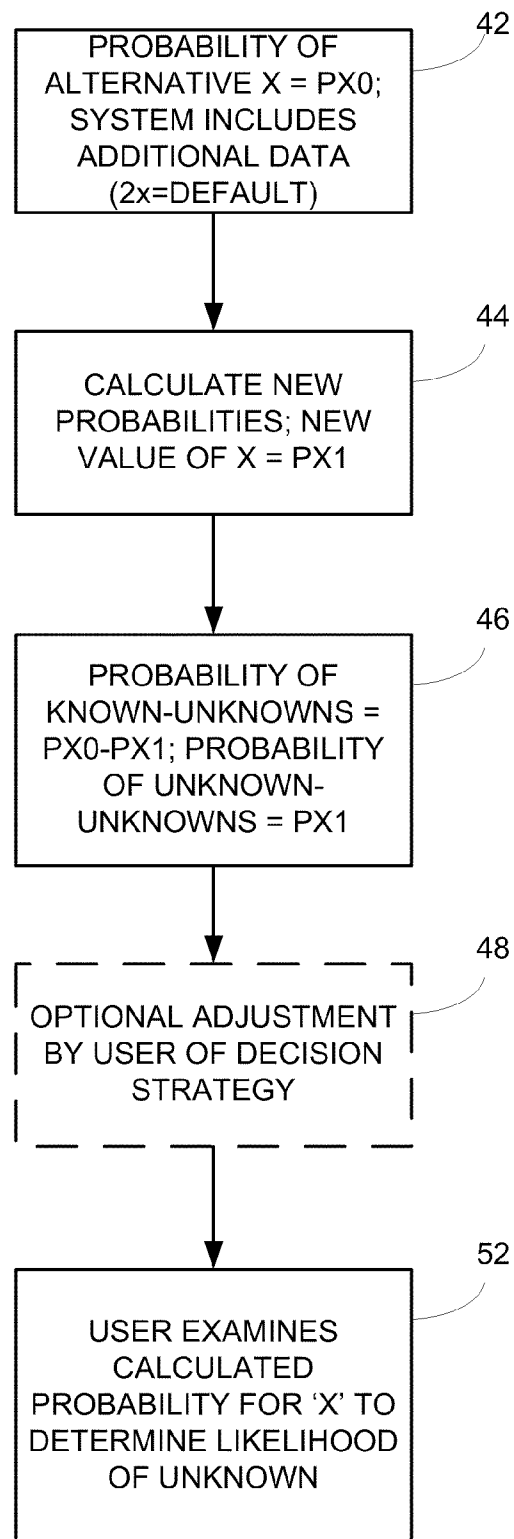 42
PROBABILITY OF
ALTERNATIVE X = PX0;
SYSTEM INCLUDES
ADDITIONAL DATA
(2x=DEFAULT)
44
CALCULATE NEW
PROBABILITIES; NEW
VALUE OF X = PX1
46
PROBABILITY OF
KNOWN-UNKNOWNS =
PX0-PX1; PROBABILITY
OF UNKNOWN-
UNKNOWNS = PX1
48
OPTIONAL ADJUSTMENT
BY USER OF DECISION
STRATEGY
52
USER EXAMINES
CALCULATED
PROBABILITY FOR ‘X’ TO
DETERMINE LIKELIHOOD
OF UNKNOWN